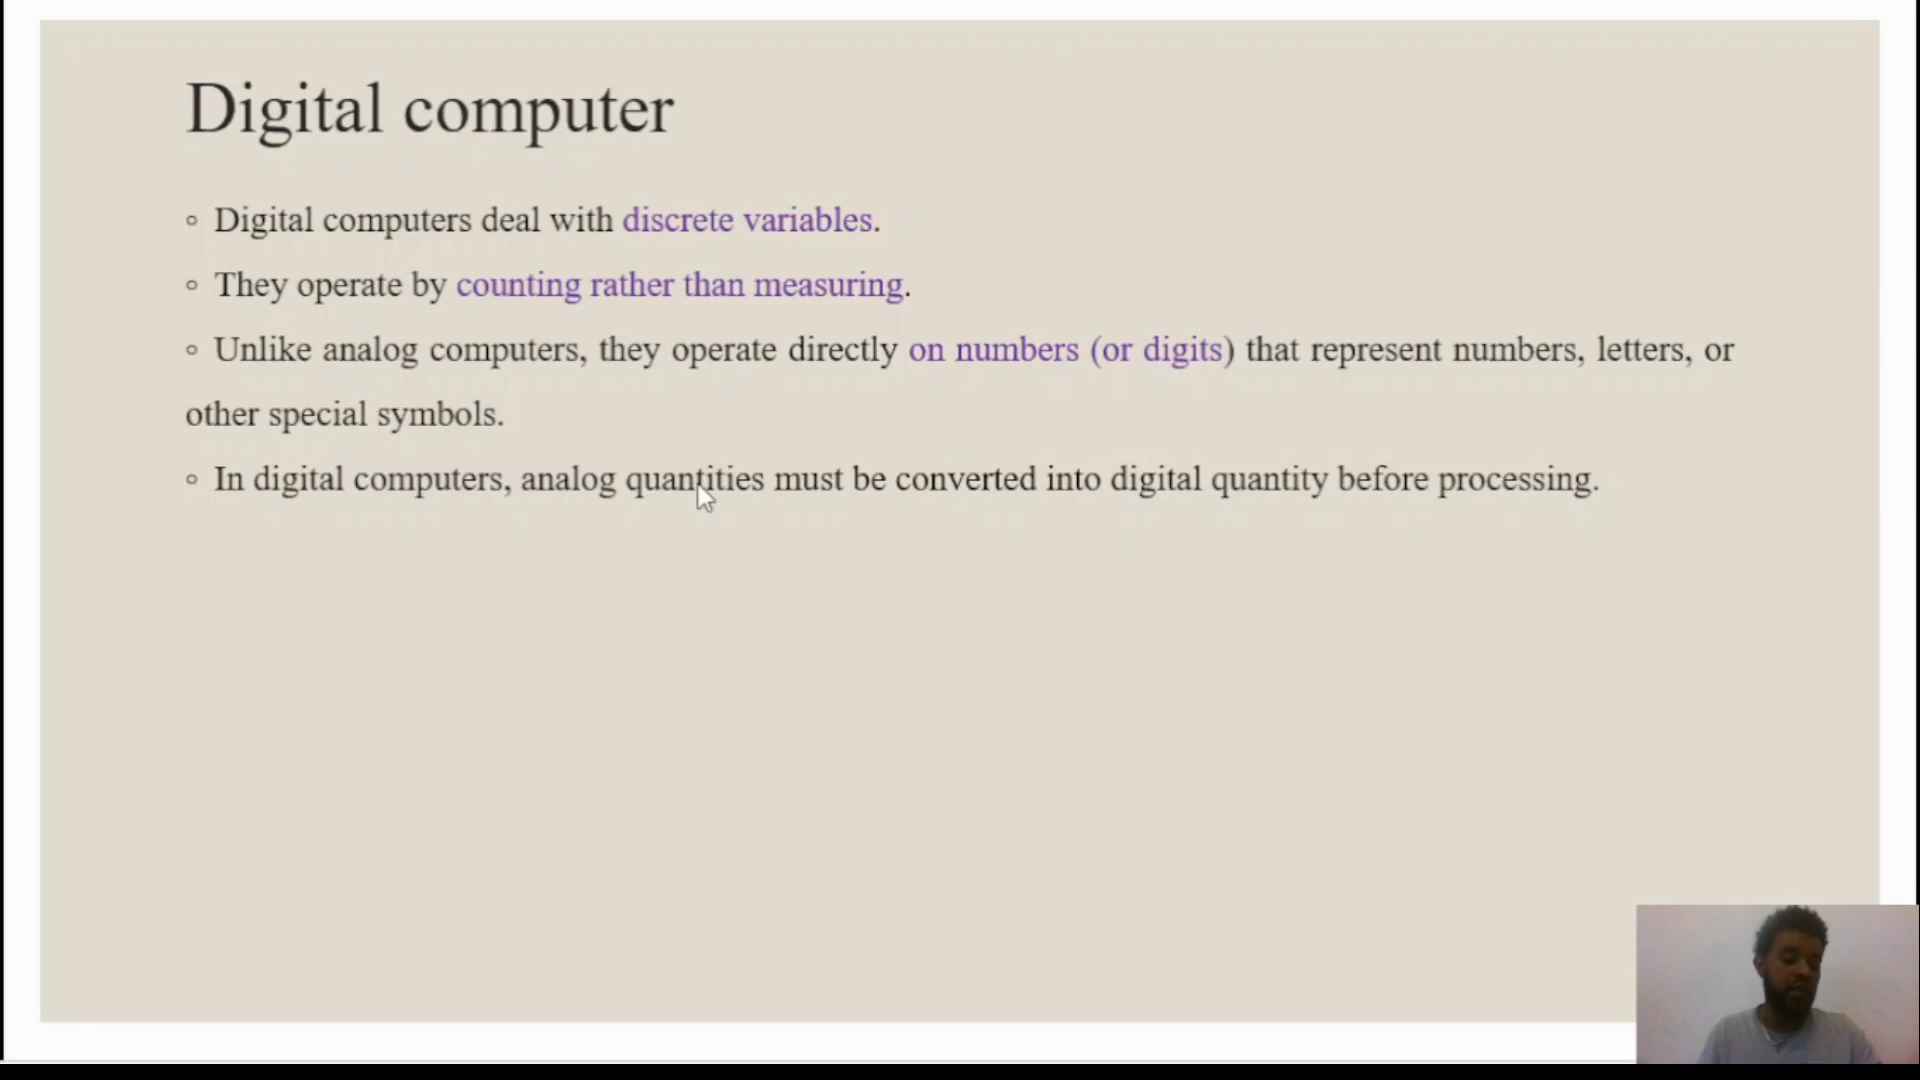 Digital computer
◦ Digital computers deal with discrete variables.
◦ They operate by counting rather than measuring.
◦ Unlike analog computers, they operate directly on numbers (or digits) that represent numbers, letters, or
other special symbols.
◦ In digital computers, analog quantities must be converted into digital quantity before processing.